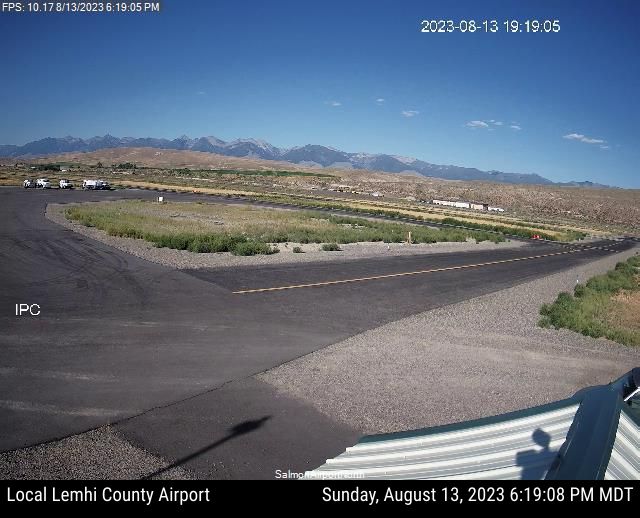 FPS: 10.17 8/13/2023 6:19:05 PM
2023-08-13 19:19:05
IPC
Local Lemhi County Airport
Sunday, August 13, 2023 6:19:08 PM MDT